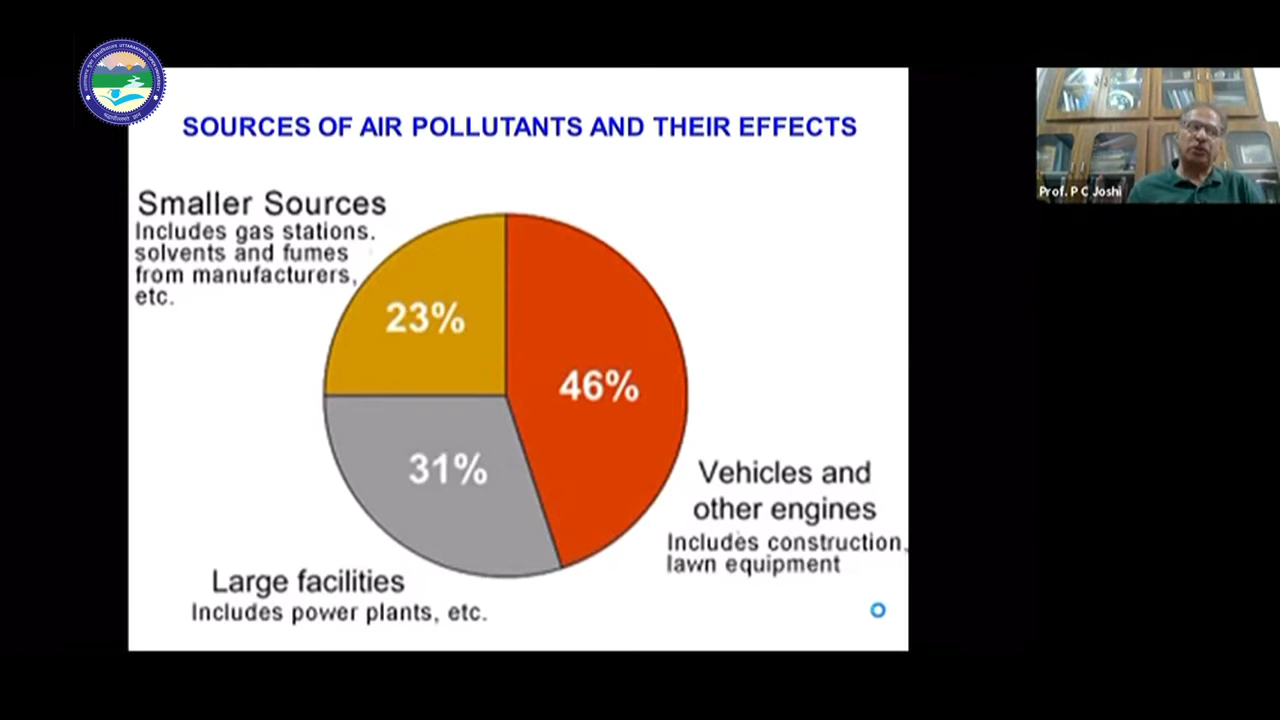 SOURCES OF AIR POLLUTANTS AND THEIR EFFECTS
Smaller Sources
Includes gas stations.
solvents and fumes
from manufacturers,
etc.
23%
46%
31%
Vehicles and
other engines
Includes construction,
lawn equipment
Large facilities
Includes power plants, etc.
Prof. P C Joshi